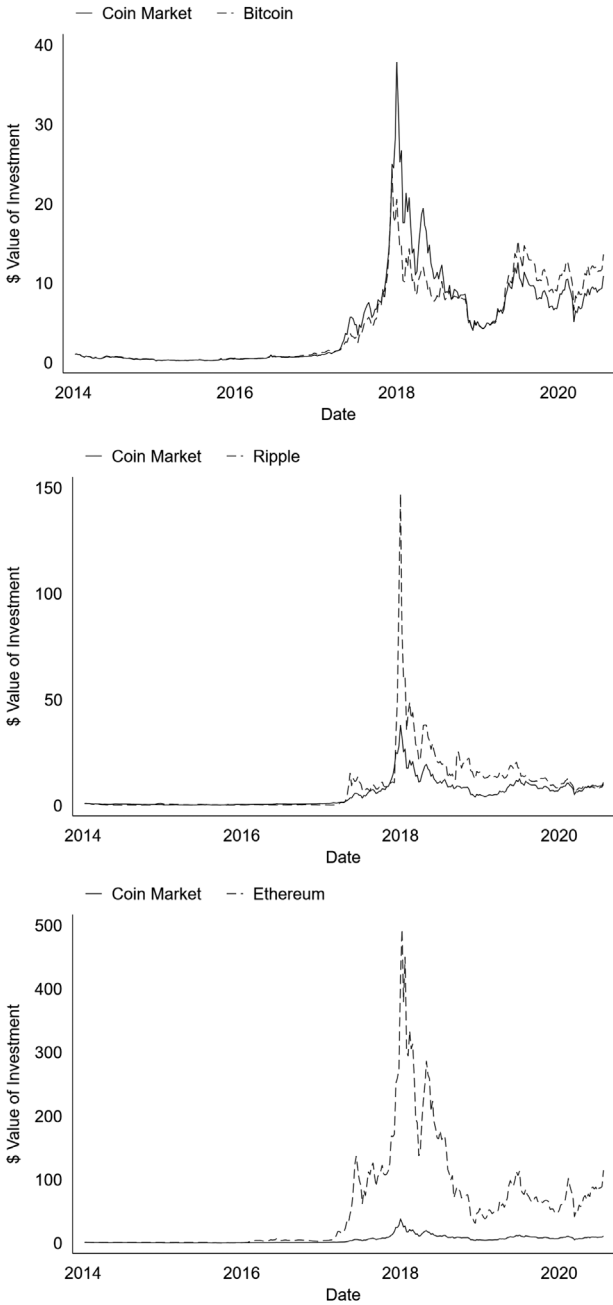 Coin Market Bitcoin
$ Value of Investment
40
30
20
10
0
2014 2016 2018 2020
Date
Coin Market Ripple
$ Value of Investment
150
100
50
0
2014 2016 2018 2020
Date
Coin Market Ethereum
$ Value of Investment
500
400
300
200
100
0
2014 2016 2018 2020
Date